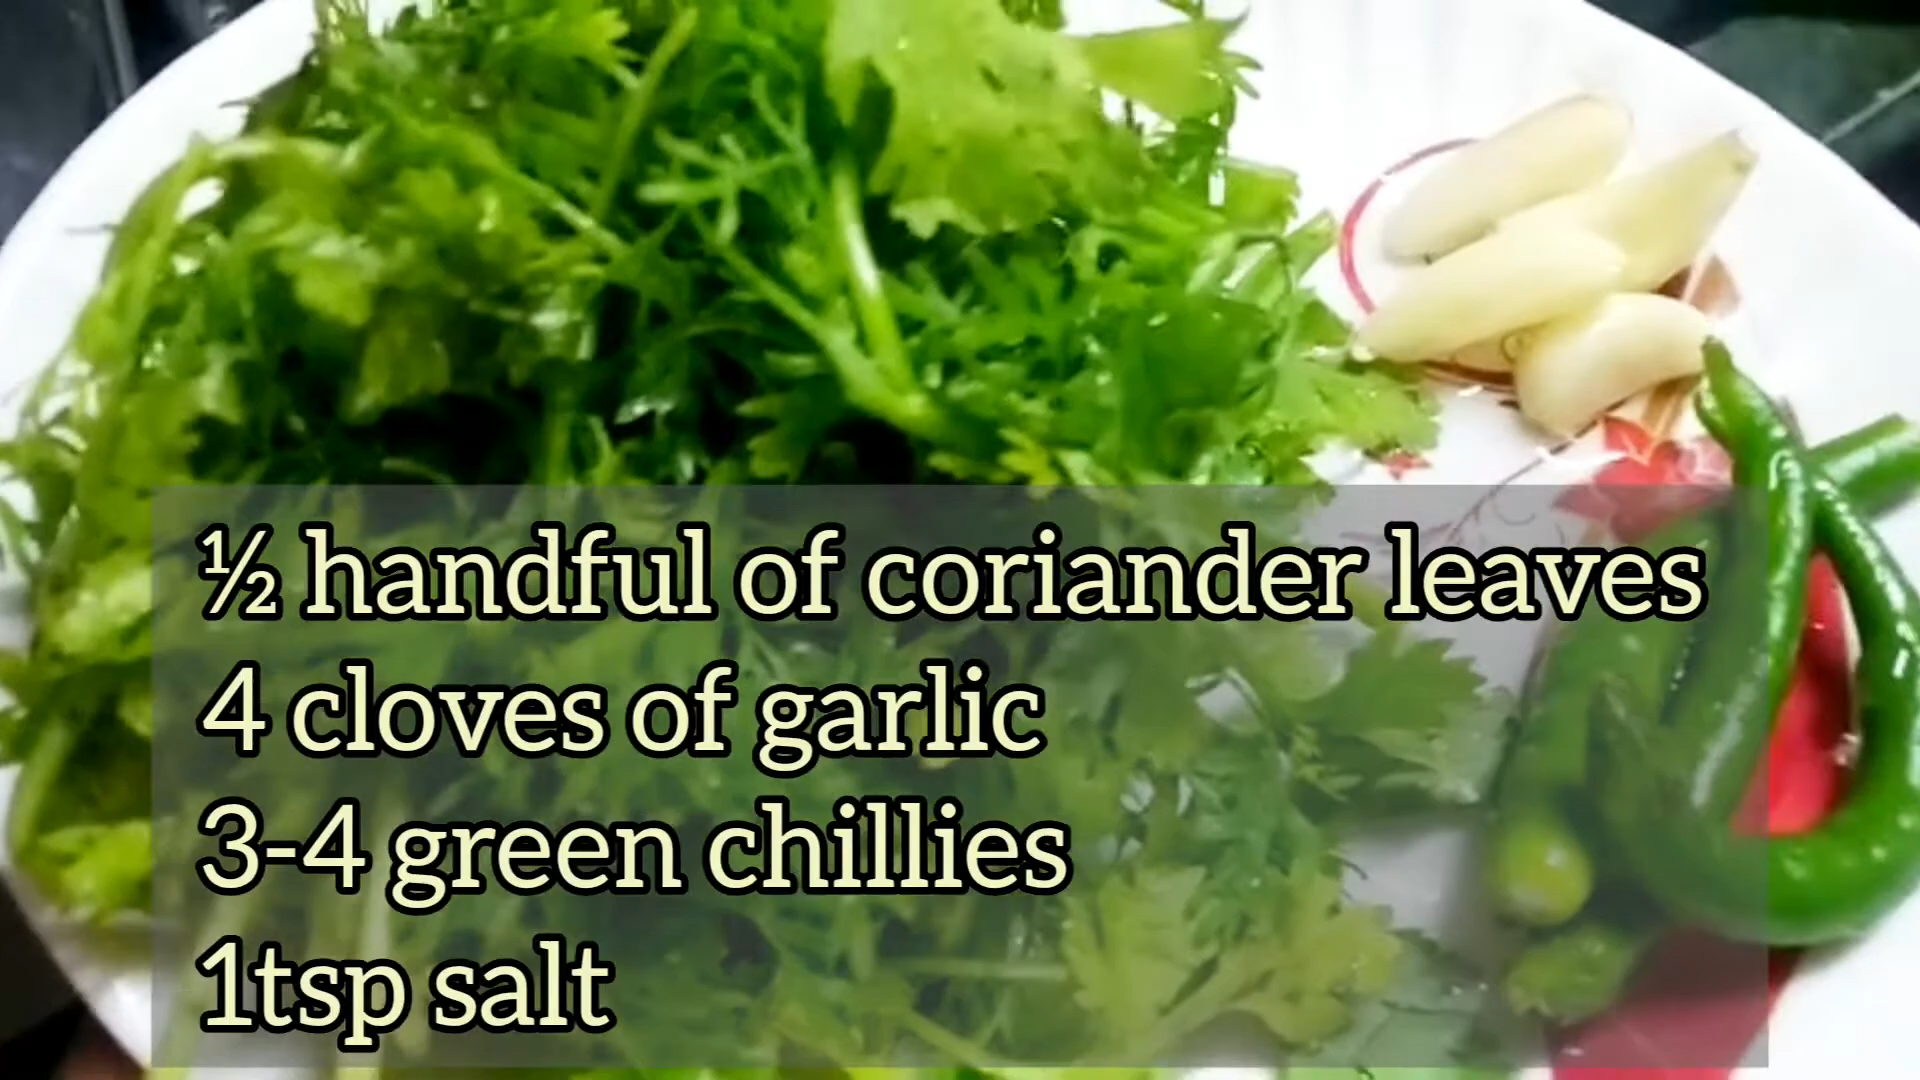 ½ handful of coriander leaves
4 cloves of garlic
3-4 green chillies
1tsp salt